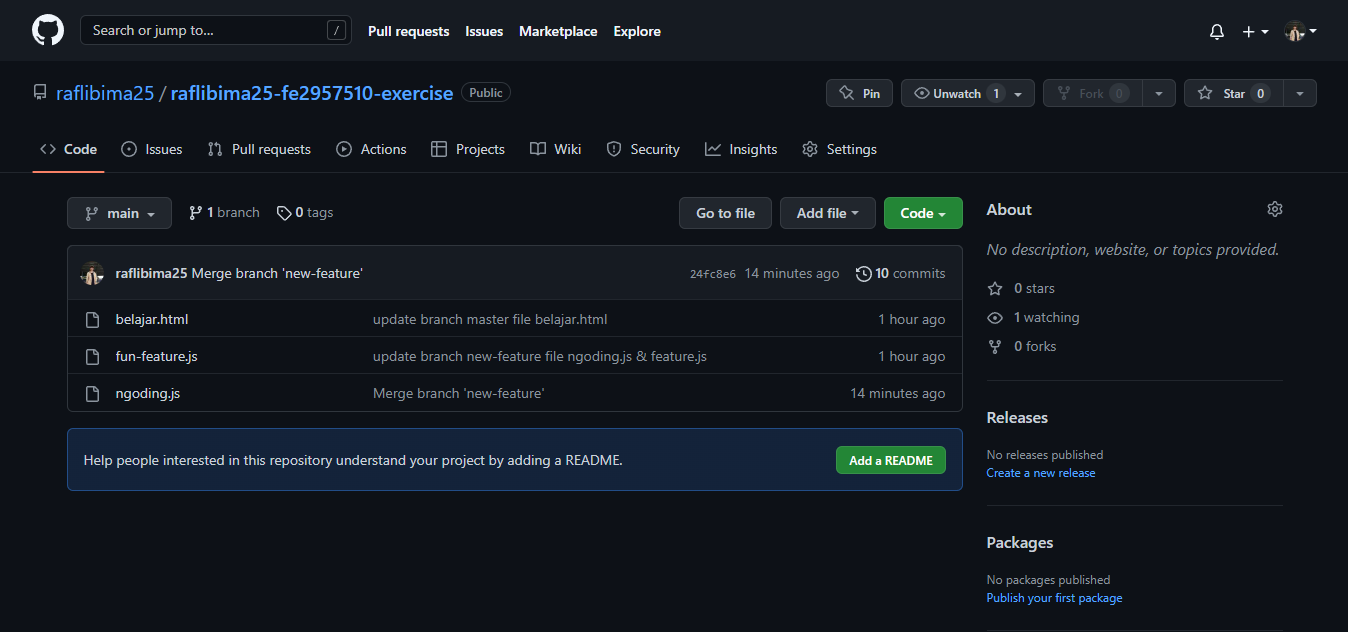 Search or jump to... / Pull requests Issues Marketplace Explore
raflibima25 / raflibima25-fe2957510-exercise Public Pin Unwatch 1 Fork 0 Star 0
Code Issues Pull requests Actions Projects Wiki Security Insights Settings
main 1 branch 0 tags Go to file Add file Code
raflibima25 Merge branch 'new-feature' 24fc8e6 14 minutes ago 10 commits
belajar.html update branch master file belajar.html 1 hour ago
fun-feature.js update branch new-feature file ngoding.js & feature.js 1 hour ago
ngoding.js Merge branch 'new-feature' 14 minutes ago
Help people interested in this repository understand your project by adding a README. Add a README
About
No description, website, or topics provided.
0 stars
1 watching
0 forks
Releases
No releases published
Create a new release
Packages
No packages published
Publish your first package